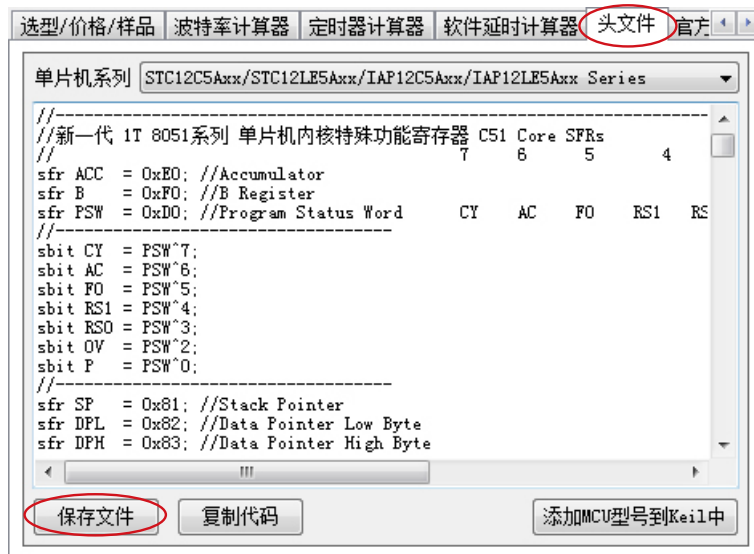 选型/价格/样品 波特率计算器 定时器计算器 软件延时计算器 头文件 官方
单片机系列 STC12C5Axx/STC12LE5Axx/IAP12C5Axx/IAP12LE5Axx Series
//---------------------------------------------------------------------------------
//新一代 1T 8051系列 单片机内核特殊功能寄存器 C51 Core SFRs
// 7 6 5 4
sfr ACC = 0xE0; //Accumulator
sfr B = 0xF0; //B Register
sfr PSW = 0xD0; //Program Status Word CY AC F0 RS1 RS
//-----------------------------------
sbit CY = PSW^7;
sbit AC = PSW^6;
sbit F0 = PSW^5;
sbit RS1 = PSW^4;
sbit RS0 = PSW^3;
sbit OV = PSW^2;
sbit P = PSW^0;
//-----------------------------------
sfr SP = 0x81; //Stack Pointer
sfr DPL = 0x82; //Data Pointer Low Byte
sfr DPH = 0x83; //Data Pointer High Byte
保存文件 复制代码 添加MCU型号到Keil中